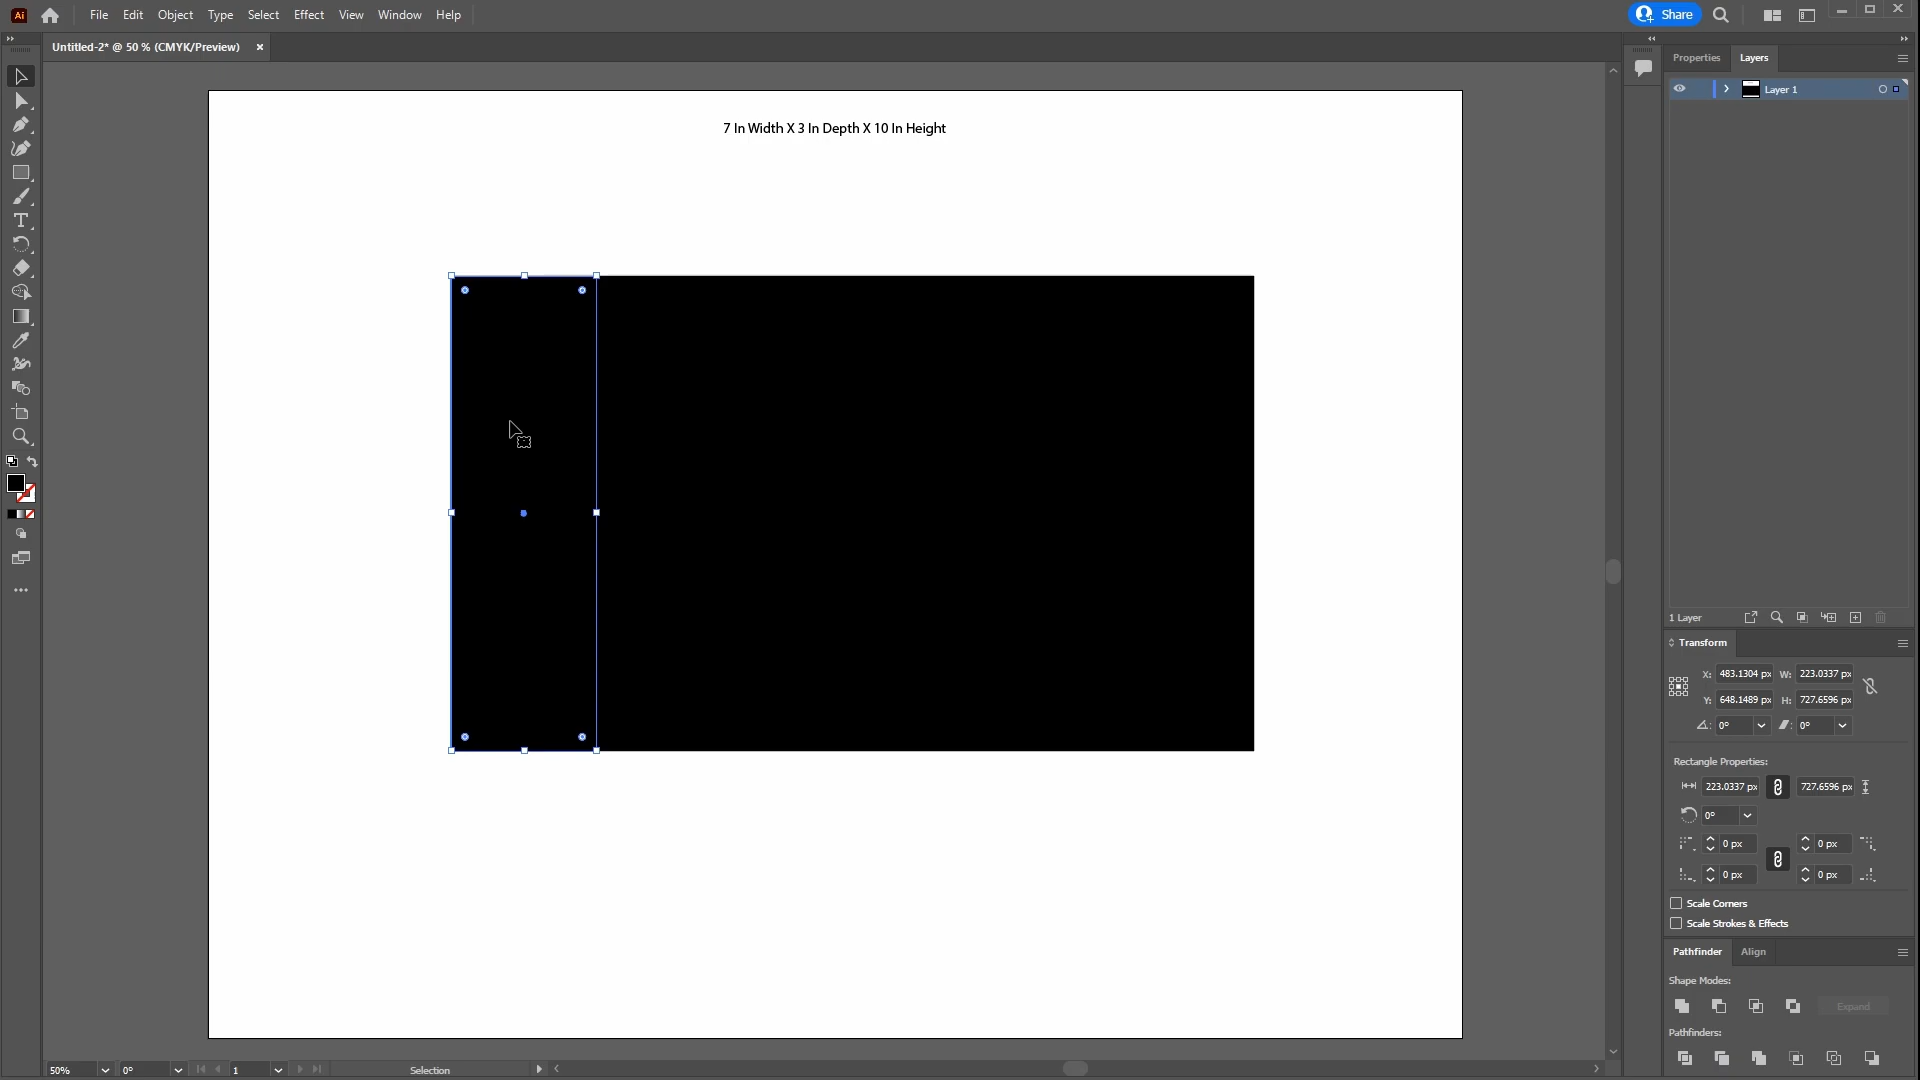 Ai File Edit Object Type Select Effect View Window Help Share
Untitled-2* @ 50 % (CMYK/Preview)
Properties Layers
Layer 1
7 In Width X 3 In Depth X 10 In Height
1 Layer
Transform
X: 483.1304 px W: 223.0337 px
Y: 648.1489 px H: 727.6596 px
0° 0°
Rectangle Properties:
223.0337 px 727.6596 px
0°
0 px 0 px
0 px 0 px
Scale Corners
Scale Strokes & Effects
Pathfinder Align
Shape Modes:
Expand
Pathfinders:
50% 0° 1 Selection